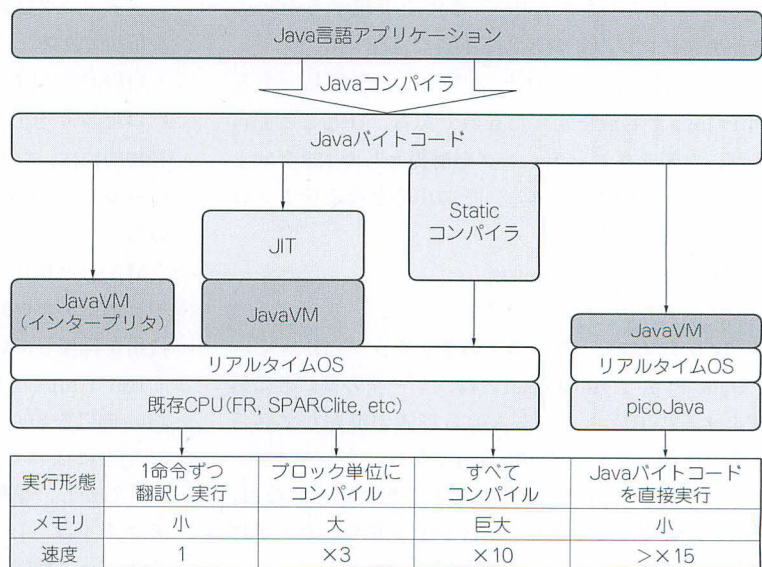 Java言語アプリケーション
Javaコンパイラ
Javaバイトコード
JavaVM
(インタープリタ)
JIT
JavaVM
Static
コンパイラ
JavaVM
リアルタイムOS
リアルタイムOS
既存CPU(FR, SPARClite, etc)
picoJava
実行形態
1命令ずつ
翻訳し実行
ブロック単位に
コンパイル
すべて
コンパイル
Javaバイトコード
を直接実行
メモリ 小 大 巨大 小
速度 1 ×3 ×10 >×15